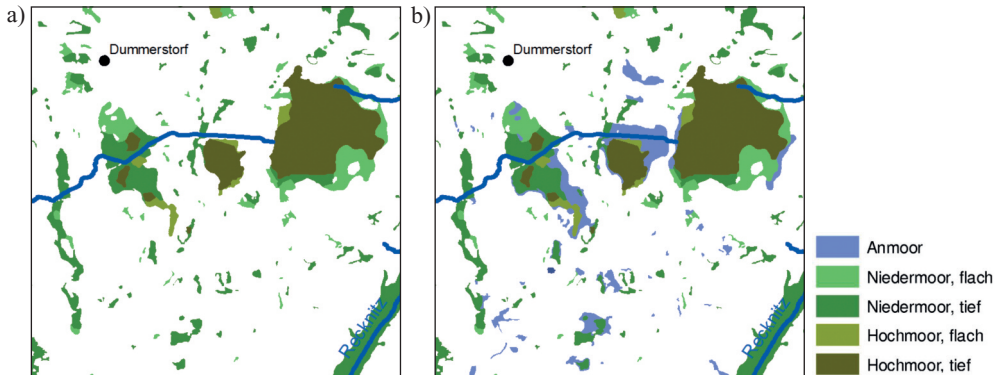 a)
Dummerstorf
Recknitz
b)
Dummerstorf
Recknitz
Anmoor
Niedermoor, flach
Niedermoor, tief
Hochmoor, flach
Hochmoor, tief